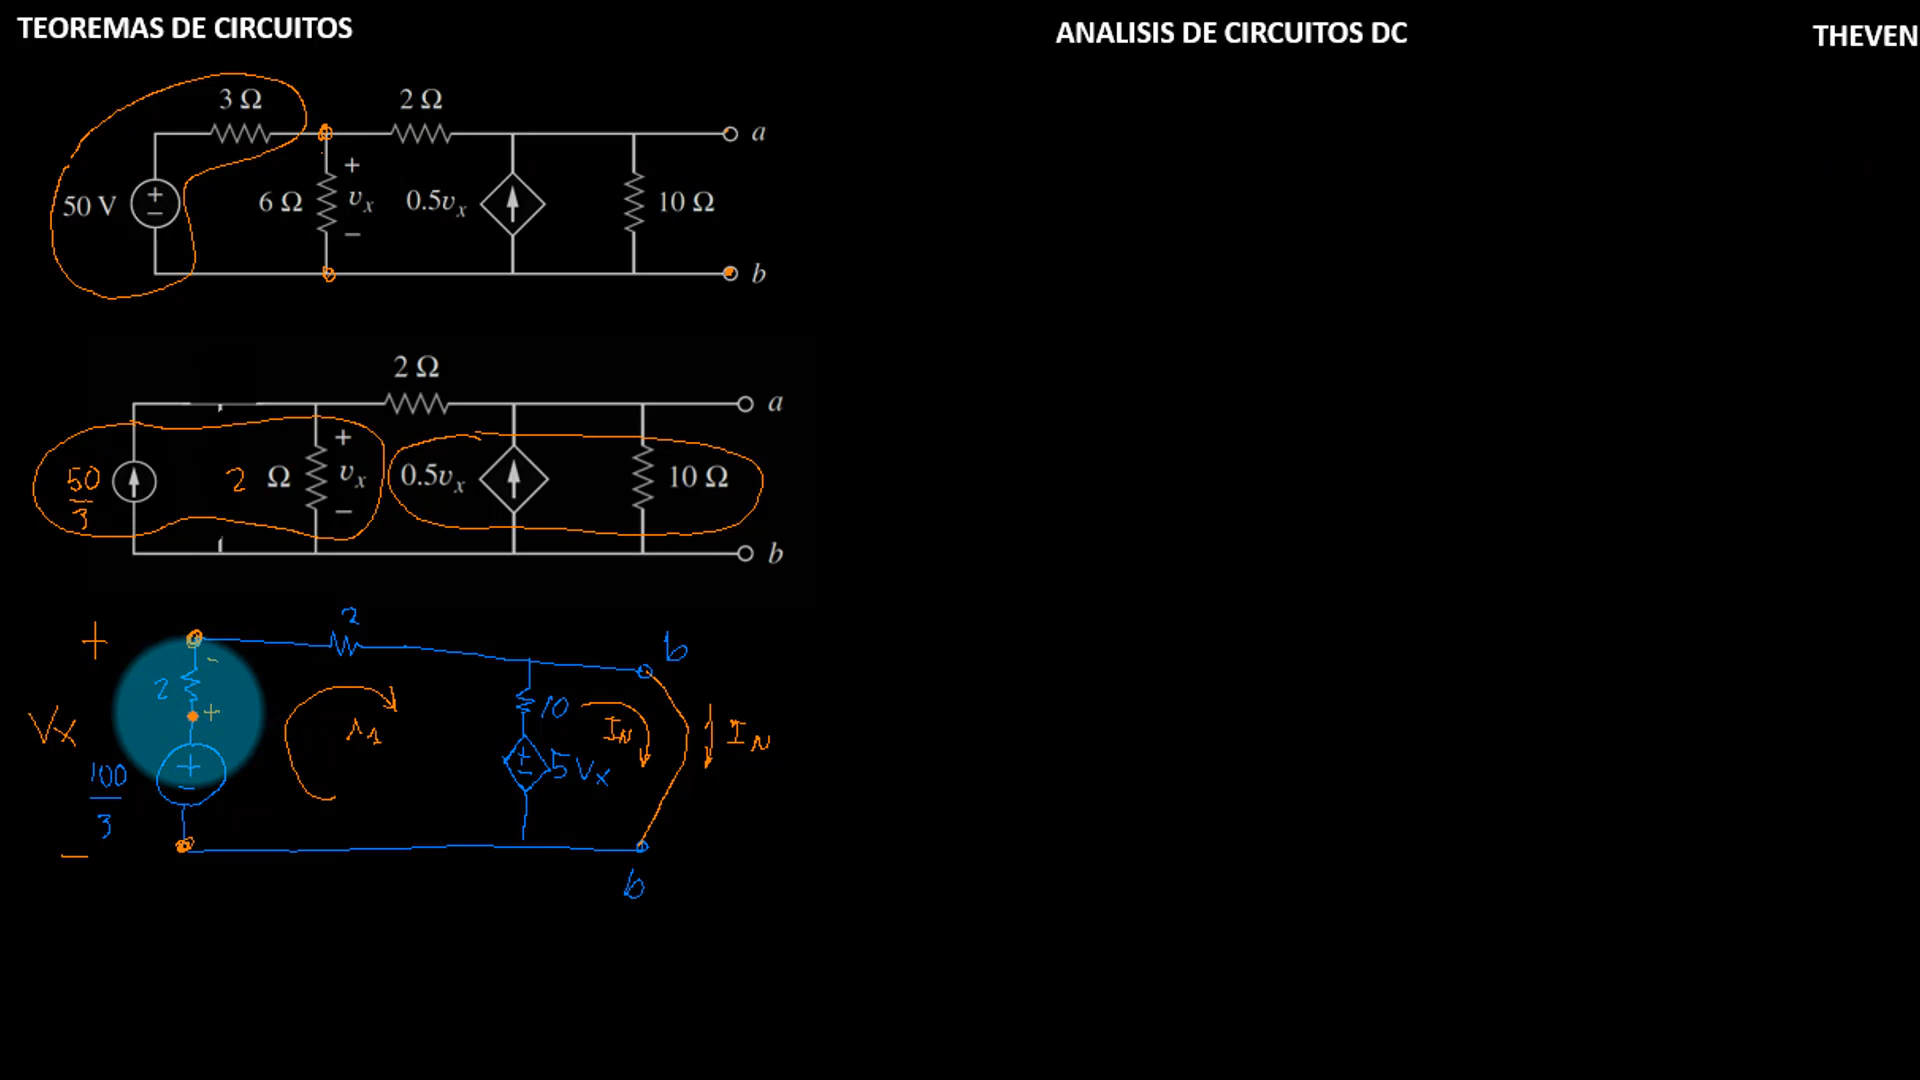 TEOREMAS DE CIRCUITOS
ANALISIS DE CIRCUITOS DC
THEVEN
3 Ω
2 Ω
a
+
50 V
+
−
6 Ω
vx
0.5vx
10 Ω
−
b
2 Ω
a
+
50
3
2 Ω
vx
0.5vx
10 Ω
−
b
2
b
+
-
2
+
10
Vx
i1
IN
IN
100
3
+
−
+
-
5Vx
−
b